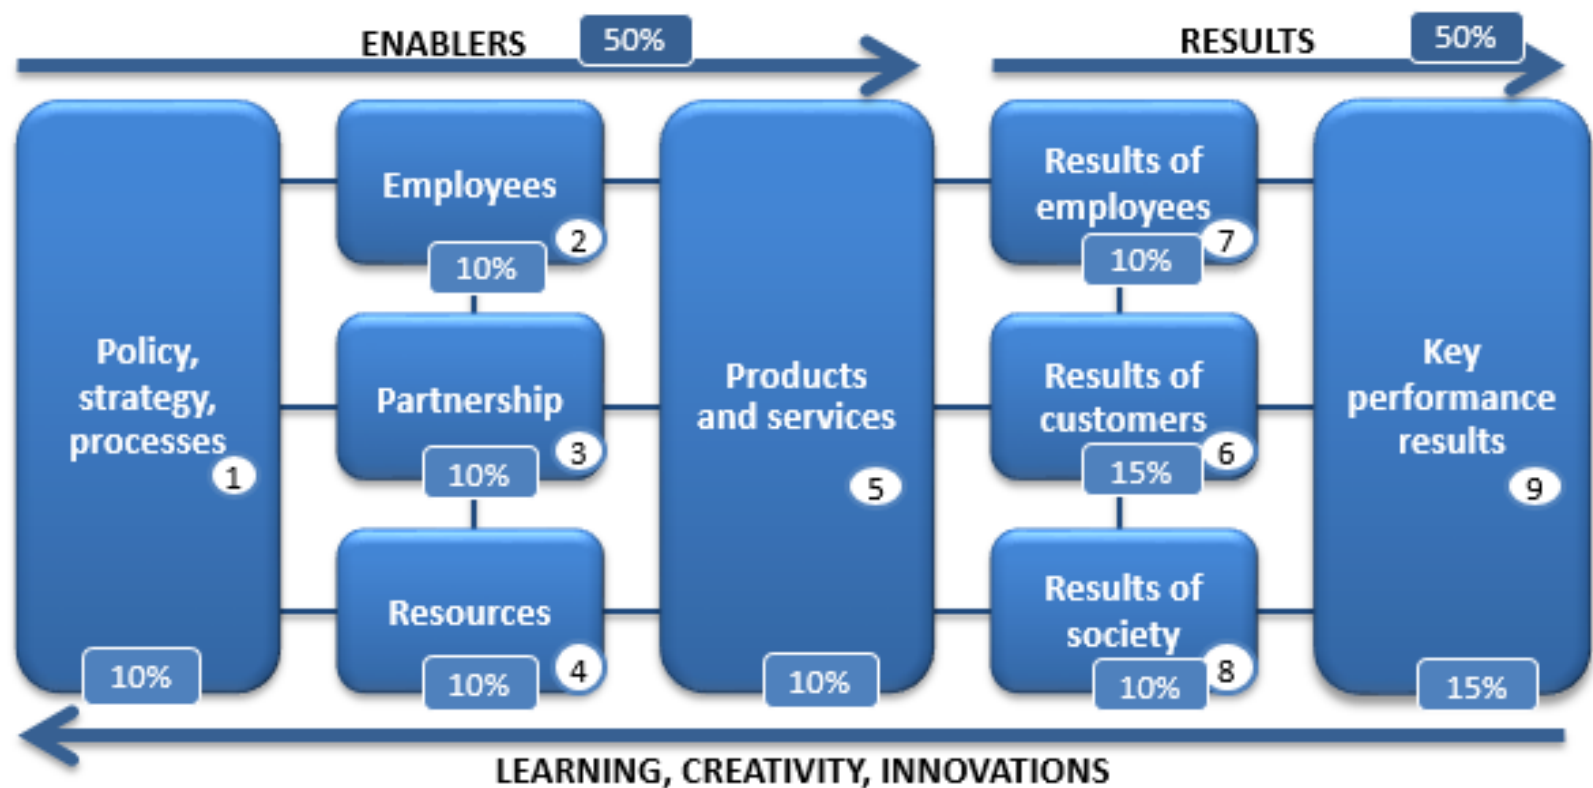 ENABLERS 50%
RESULTS 50%
Policy,
strategy,
processes
1
10%
Employees
2
10%
Partnership
3
10%
Resources
4
10%
Products
and services
5
10%
Results of
employees
7
10%
Results of
customers
6
15%
Results of
society
8
10%
Key
performance
results
9
15%
LEARNING, CREATIVITY, INNOVATIONS